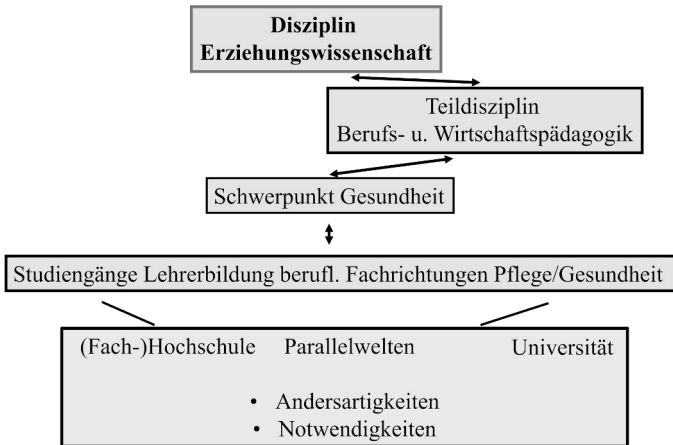 Disziplin
Erziehungswissenschaft
Teildisziplin
Berufs- u. Wirtschaftspädagogik
Schwerpunkt Gesundheit
Studiengänge Lehrerbildung berufl. Fachrichtungen Pflege/Gesundheit
(Fach-)Hochschule Parallelwelten Universität
• Andersartigkeiten
• Notwendigkeiten